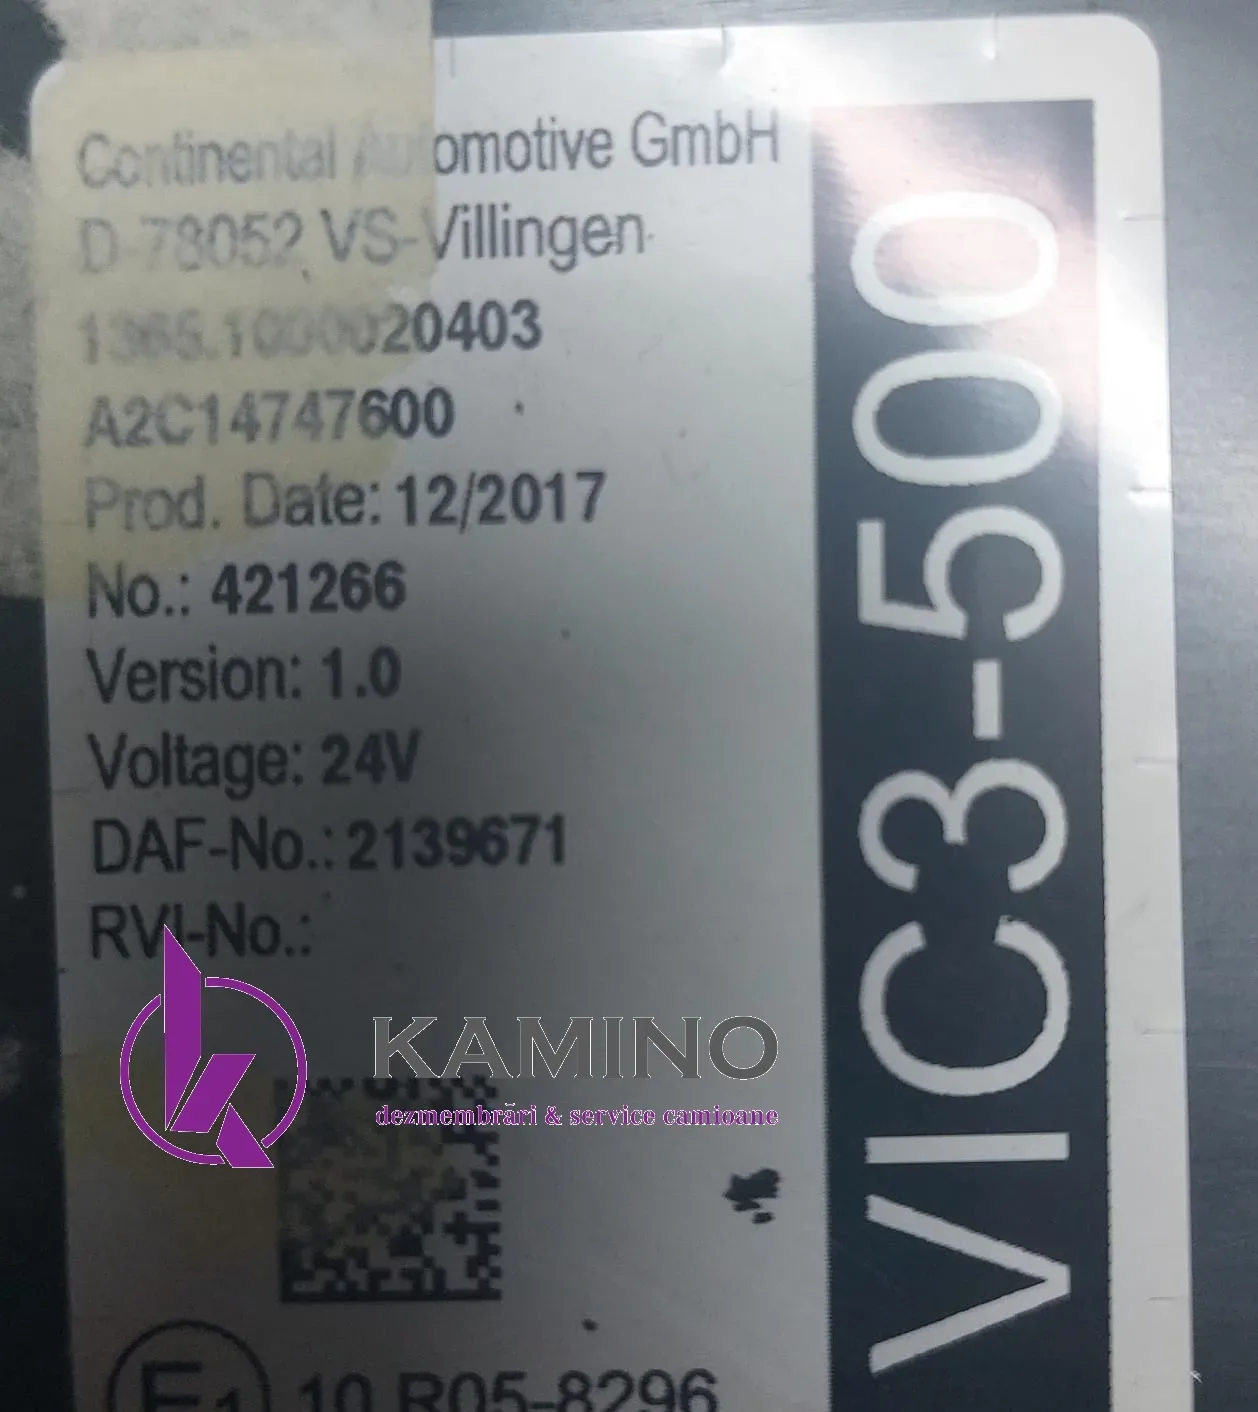 Continental Automotive GmbH
D-78052 VS-Villingen
1365.1000020403
A2C14747600
Prod. Date: 12/2017
No.: 421266
Version: 1.0
Voltage: 24V
DAF-No.: 2139671
RVI-No.:
KAMINO
dezmembrări & service camioane
E1 10 R05-8296
VIC3-500